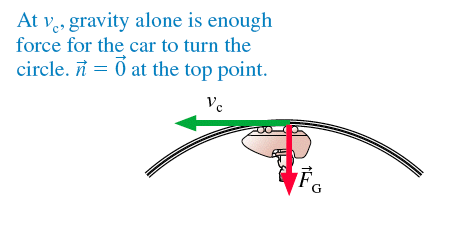 At v_c, gravity alone is enough
force for the car to turn the
circle. n⃗ = 0⃗ at the top point.
v_c
F⃗_G